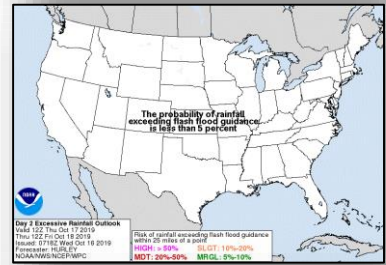 The probability of rainfall
exceeding flash flood guidance
is less than 5 percent
NOAA
Day 2 Excessive Rainfall Outlook
Valid 12Z Thu Oct 17 2019
Thru 12Z Fri Oct 18 2019
Issued: 0716Z Wed Oct 16 2019
Forecaster: HURLEY
NOAA/NWS/NCEP/WPC
Risk of rainfall exceeding flash flood guidance
within 25 miles of a point
HIGH: > 50% SLGT: 10%-20%
MDT: 20%-50% MRGL: 5%-10%